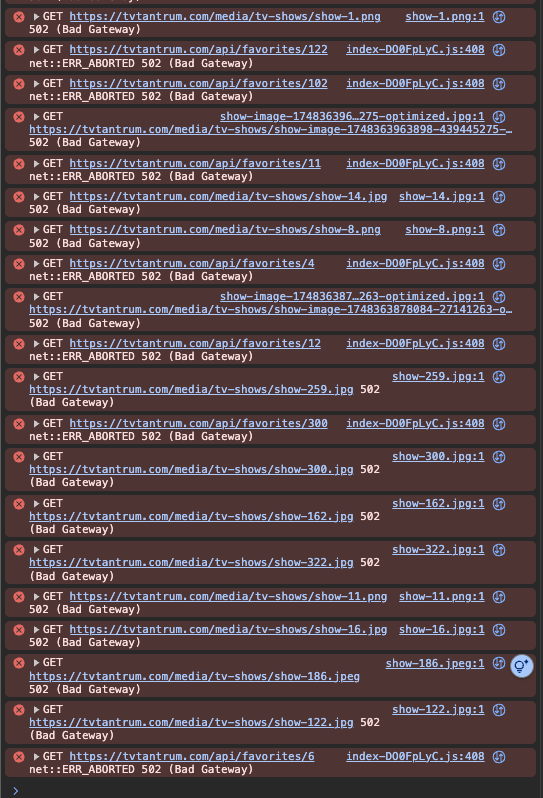 GET https://tvtantrum.com/media/tv-shows/show-1.png show-1.png:1
502 (Bad Gateway)
GET https://tvtantrum.com/api/favorites/122 index-DO0FpLyC.js:408
net::ERR_ABORTED 502 (Bad Gateway)
GET https://tvtantrum.com/api/favorites/102 index-DO0FpLyC.js:408
net::ERR_ABORTED 502 (Bad Gateway)
GET show-image-174836396…275-optimized.jpg:1
https://tvtantrum.com/media/tv-shows/show-image-1748363963898-439445275-…
502 (Bad Gateway)
GET https://tvtantrum.com/api/favorites/11 index-DO0FpLyC.js:408
net::ERR_ABORTED 502 (Bad Gateway)
GET https://tvtantrum.com/media/tv-shows/show-14.jpg show-14.jpg:1
502 (Bad Gateway)
GET https://tvtantrum.com/media/tv-shows/show-8.png show-8.png:1
502 (Bad Gateway)
GET https://tvtantrum.com/api/favorites/4 index-DO0FpLyC.js:408
net::ERR_ABORTED 502 (Bad Gateway)
GET show-image-174836387…263-optimized.jpg:1
https://tvtantrum.com/media/tv-shows/show-image-1748363878084-27141263-o…
502 (Bad Gateway)
GET https://tvtantrum.com/api/favorites/12 index-DO0FpLyC.js:408
net::ERR_ABORTED 502 (Bad Gateway)
GET show-259.jpg:1
https://tvtantrum.com/media/tv-shows/show-259.jpg 502
(Bad Gateway)
GET https://tvtantrum.com/api/favorites/300 index-DO0FpLyC.js:408
net::ERR_ABORTED 502 (Bad Gateway)
GET show-300.jpg:1
https://tvtantrum.com/media/tv-shows/show-300.jpg 502
(Bad Gateway)
GET show-162.jpg:1
https://tvtantrum.com/media/tv-shows/show-162.jpg 502
(Bad Gateway)
GET show-322.jpg:1
https://tvtantrum.com/media/tv-shows/show-322.jpg 502
(Bad Gateway)
GET https://tvtantrum.com/media/tv-shows/show-11.png show-11.png:1
502 (Bad Gateway)
GET https://tvtantrum.com/media/tv-shows/show-16.jpg show-16.jpg:1
502 (Bad Gateway)
GET show-186.jpeg:1
https://tvtantrum.com/media/tv-shows/show-186.jpeg
502 (Bad Gateway)
GET show-122.jpg:1
https://tvtantrum.com/media/tv-shows/show-122.jpg 502
(Bad Gateway)
GET https://tvtantrum.com/api/favorites/6 index-DO0FpLyC.js:408
net::ERR_ABORTED 502 (Bad Gateway)